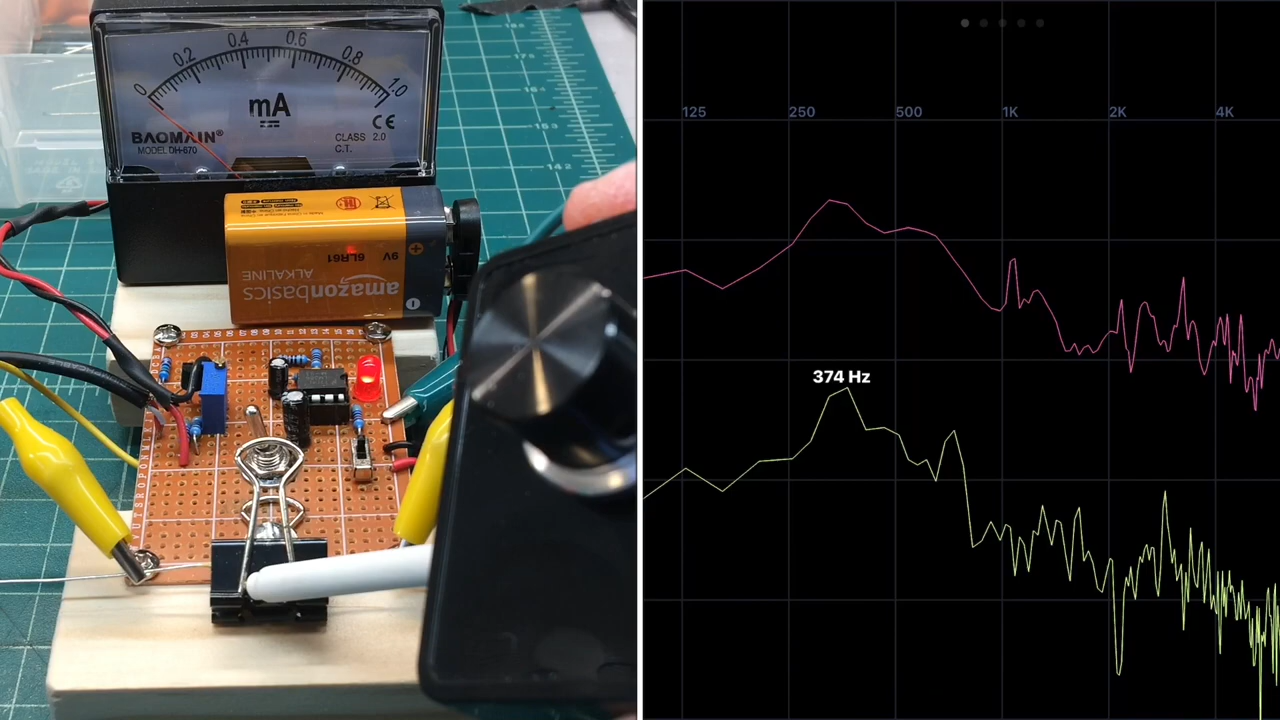 0 0.2 0.4 0.6 0.8 1.0
mA
BAOMAIN®
MODEL DH-670
CLASS 2.0
C.T.
CE
9V
6LR61
amazonbasics
ALKALINE
125 250 500 1K 2K 4K
374 Hz